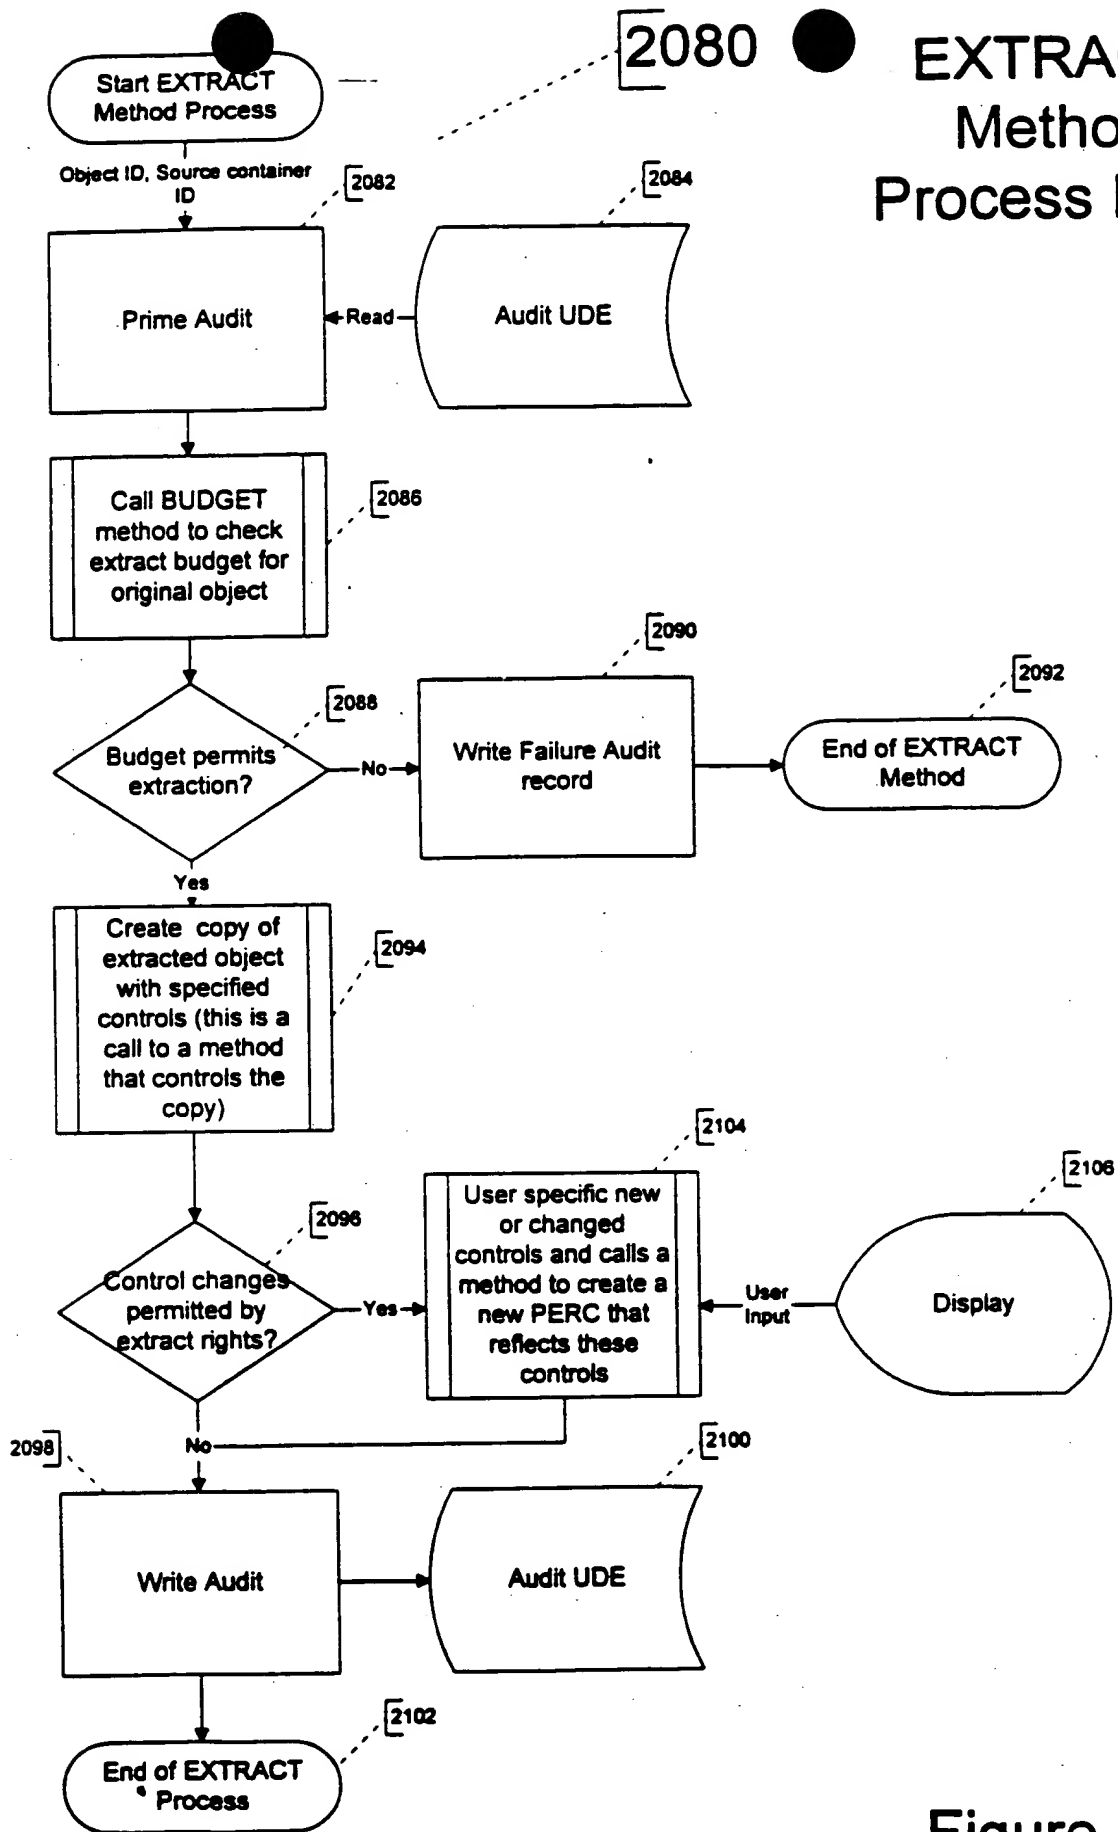 2080
EXTRA
Metho
Process
Start EXTRACT
Method Process
Object ID, Source container
ID
2082
2084
Prime Audit
Read
Audit UDE
Call BUDGET
method to check
extract budget for
original object
2086
2088
Budget permits
extraction?
No
2090
Write Failure Audit
record
2092
End of EXTRACT
Method
Yes
Create copy of
extracted object
with specified
controls (this is a
call to a method
that controls the
copy)
2094
2096
Control changes
permitted by
extract rights?
Yes
2104
User specific new
or changed
controls and calls a
method to create a
new PERC that
reflects these
controls
User
Input
2106
Display
No
2098
2100
Write Audit
Audit UDE
2102
End of EXTRACT
Process
Figure